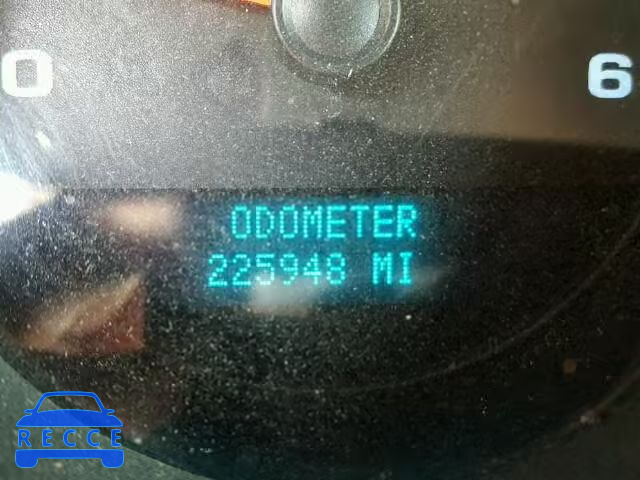 0 6
ODOMETER
225948 MI
RECCE